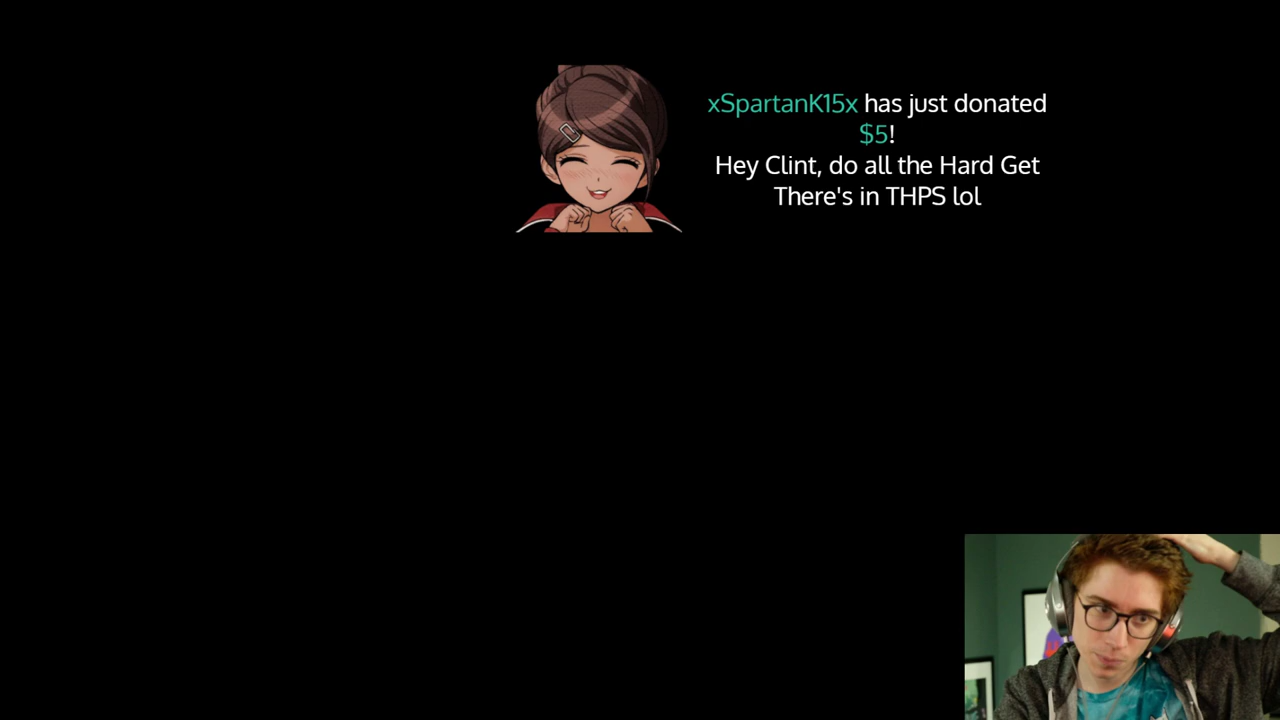 xSpartanK15x has just donated
$5!
Hey Clint, do all the Hard Get
There's in THPS lol